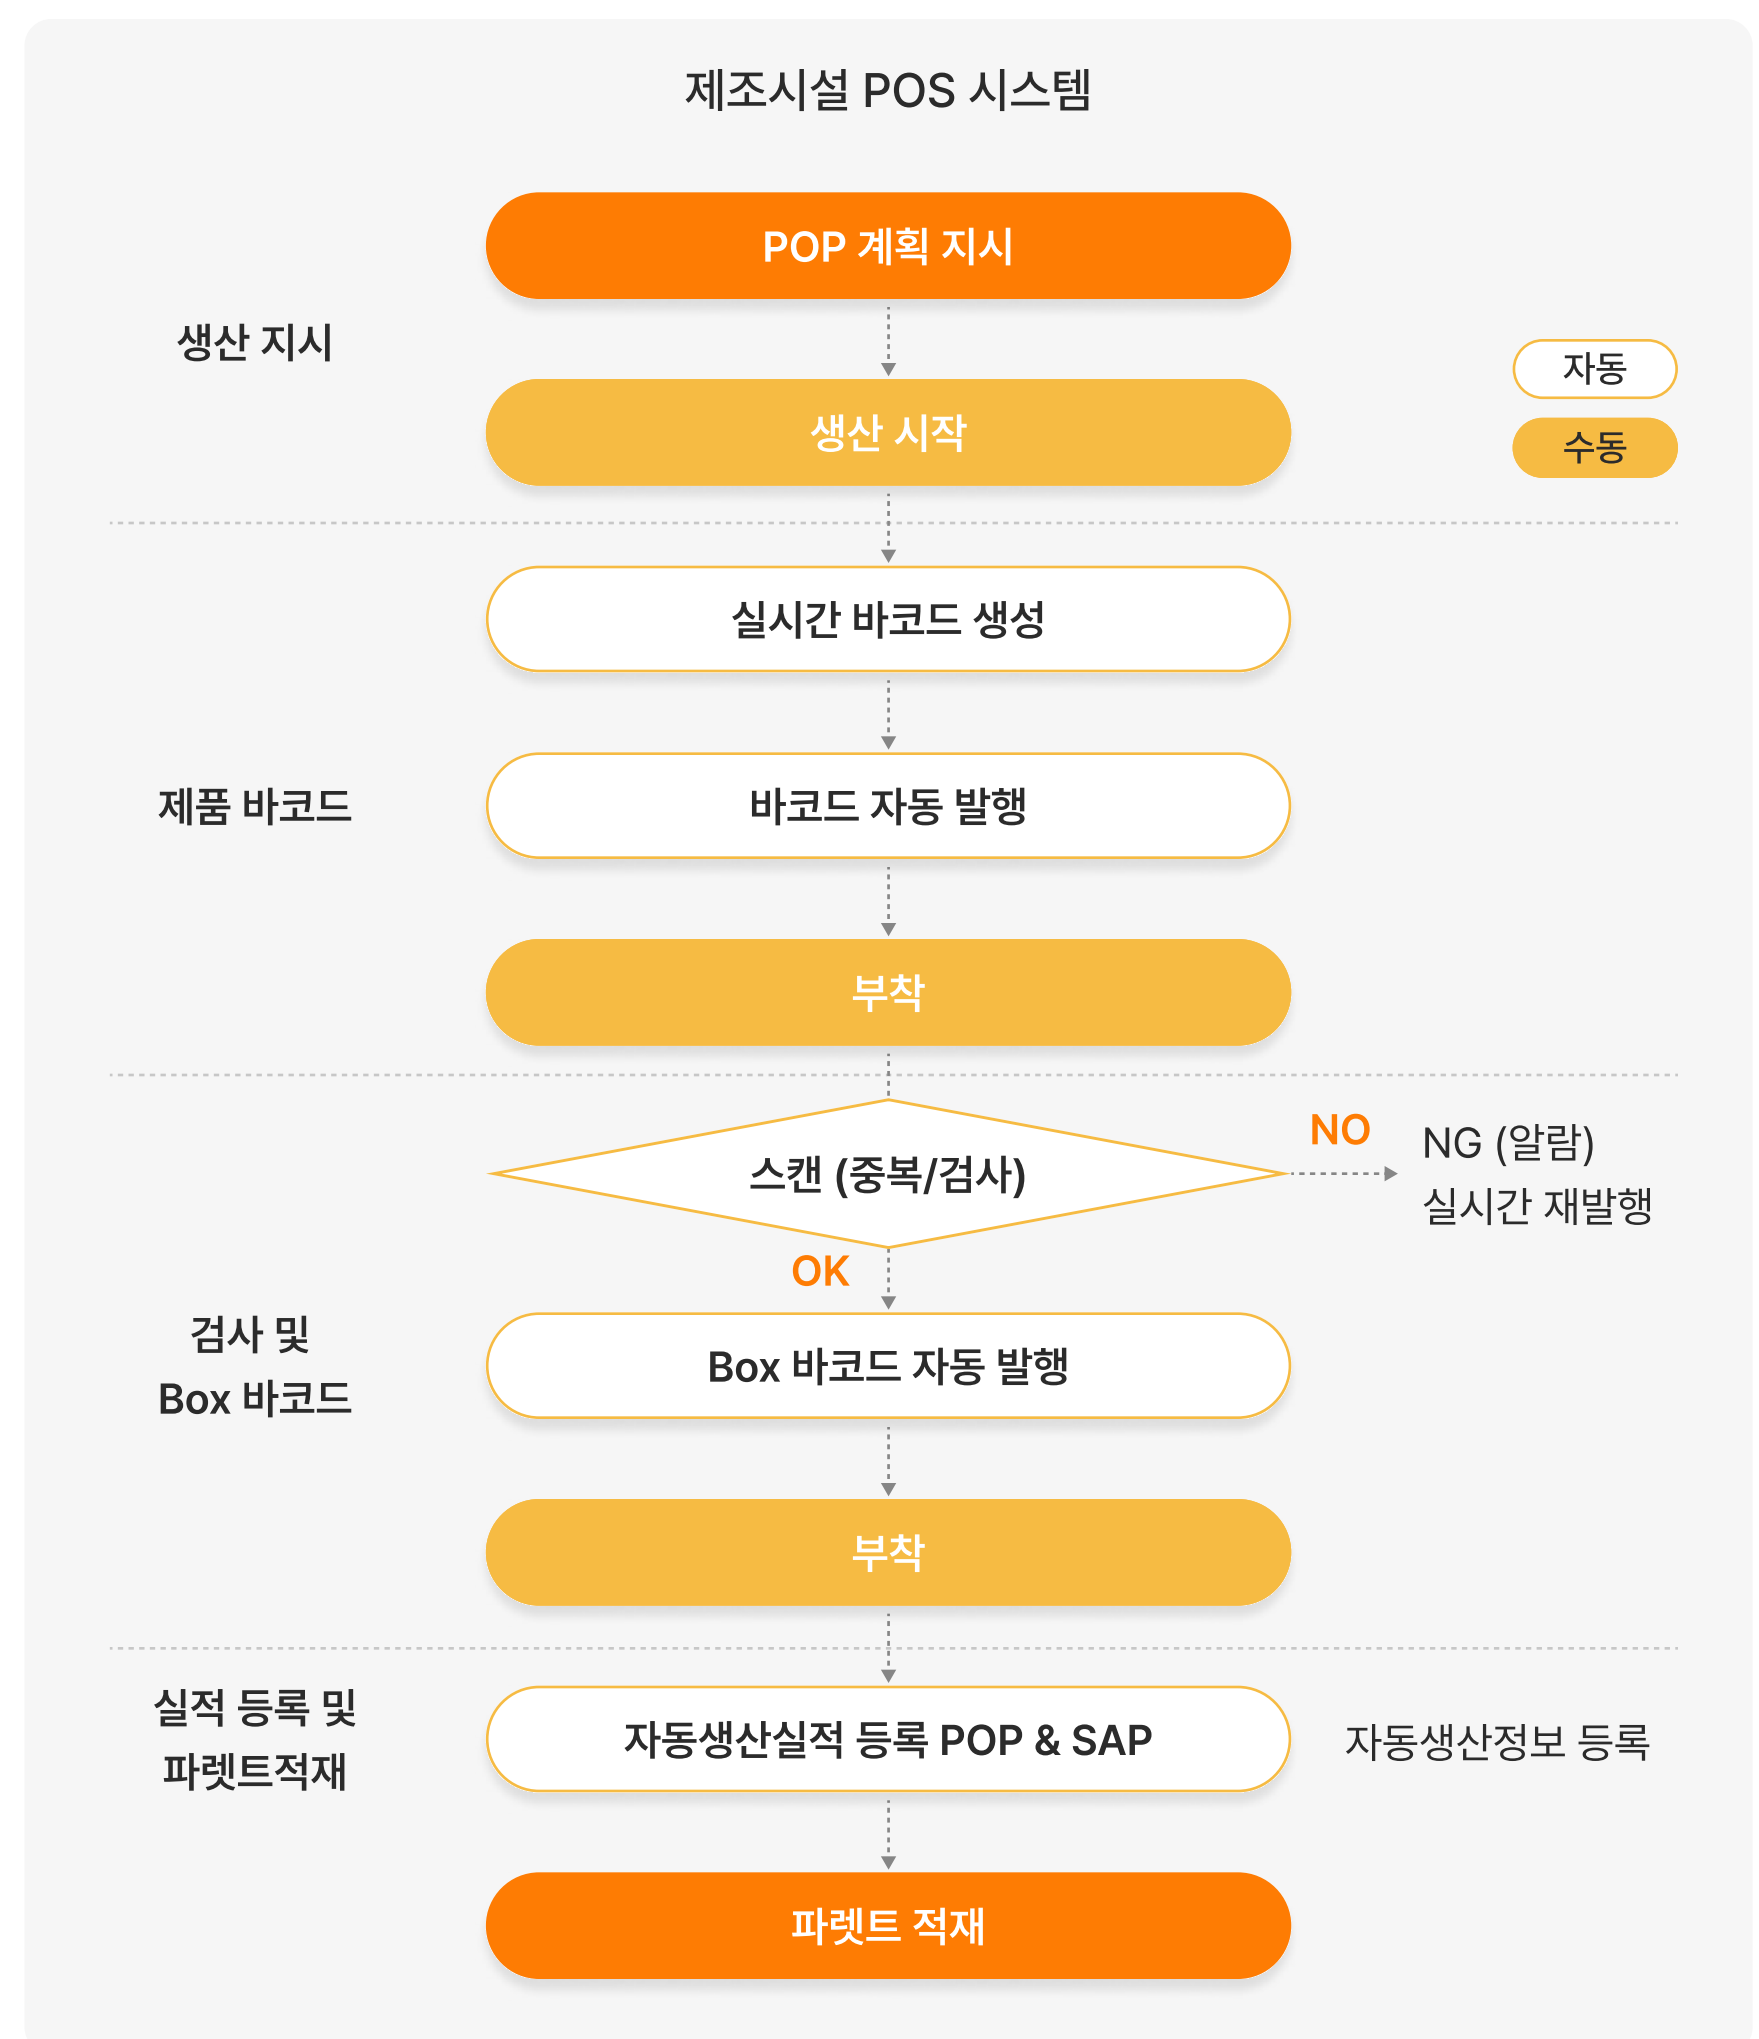 제조시설 POS 시스템
POP 계획 지시
생산 지시
생산 시작
자동
수동
실시간 바코드 생성
제품 바코드
바코드 자동 발행
부착
스캔 (중복/검사)
NO
NG (알람)
실시간 재발행
OK
검사 및
Box 바코드
Box 바코드 자동 발행
부착
실적 등록 및
파렛트적재
자동생산실적 등록 POP & SAP
자동생산정보 등록
파렛트 적재